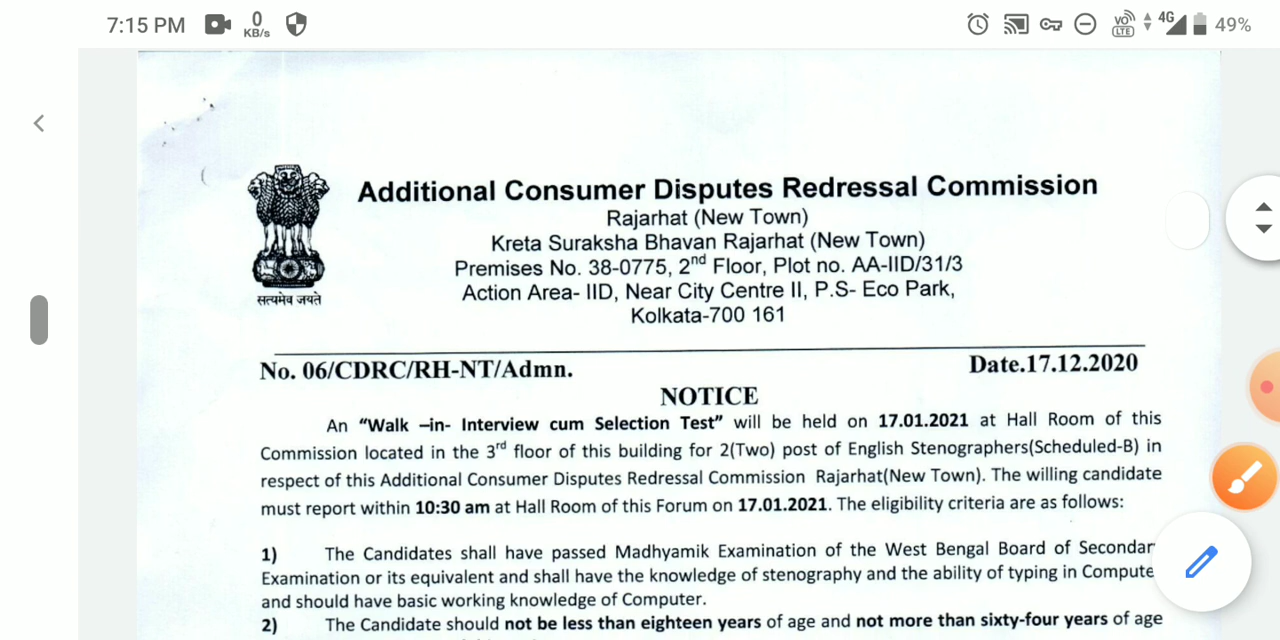 7:15 PM 0 KB/s VO LTE 4G 49%
Additional Consumer Disputes Redressal Commission
Rajarhat (New Town)
Kreta Suraksha Bhavan Rajarhat (New Town)
Premises No. 38-0775, 2nd Floor, Plot no. AA-IID/31/3
Action Area- IID, Near City Centre II, P.S- Eco Park,
Kolkata-700 161
सत्यमेव जयते
No. 06/CDRC/RH-NT/Admn. Date.17.12.2020
NOTICE
An “Walk –in- Interview cum Selection Test” will be held on 17.01.2021 at Hall Room of this
Commission located in the 3rd floor of this building for 2(Two) post of English Stenographers(Scheduled-B) in
respect of this Additional Consumer Disputes Redressal Commission Rajarhat(New Town). The willing candidate
must report within 10:30 am at Hall Room of this Forum on 17.01.2021. The eligibility criteria are as follows:
1) The Candidates shall have passed Madhyamik Examination of the West Bengal Board of Secondar
Examination or its equivalent and shall have the knowledge of stenography and the ability of typing in Compute
and should have basic working knowledge of Computer.
2) The Candidate should not be less than eighteen years of age and not more than sixty-four years of age